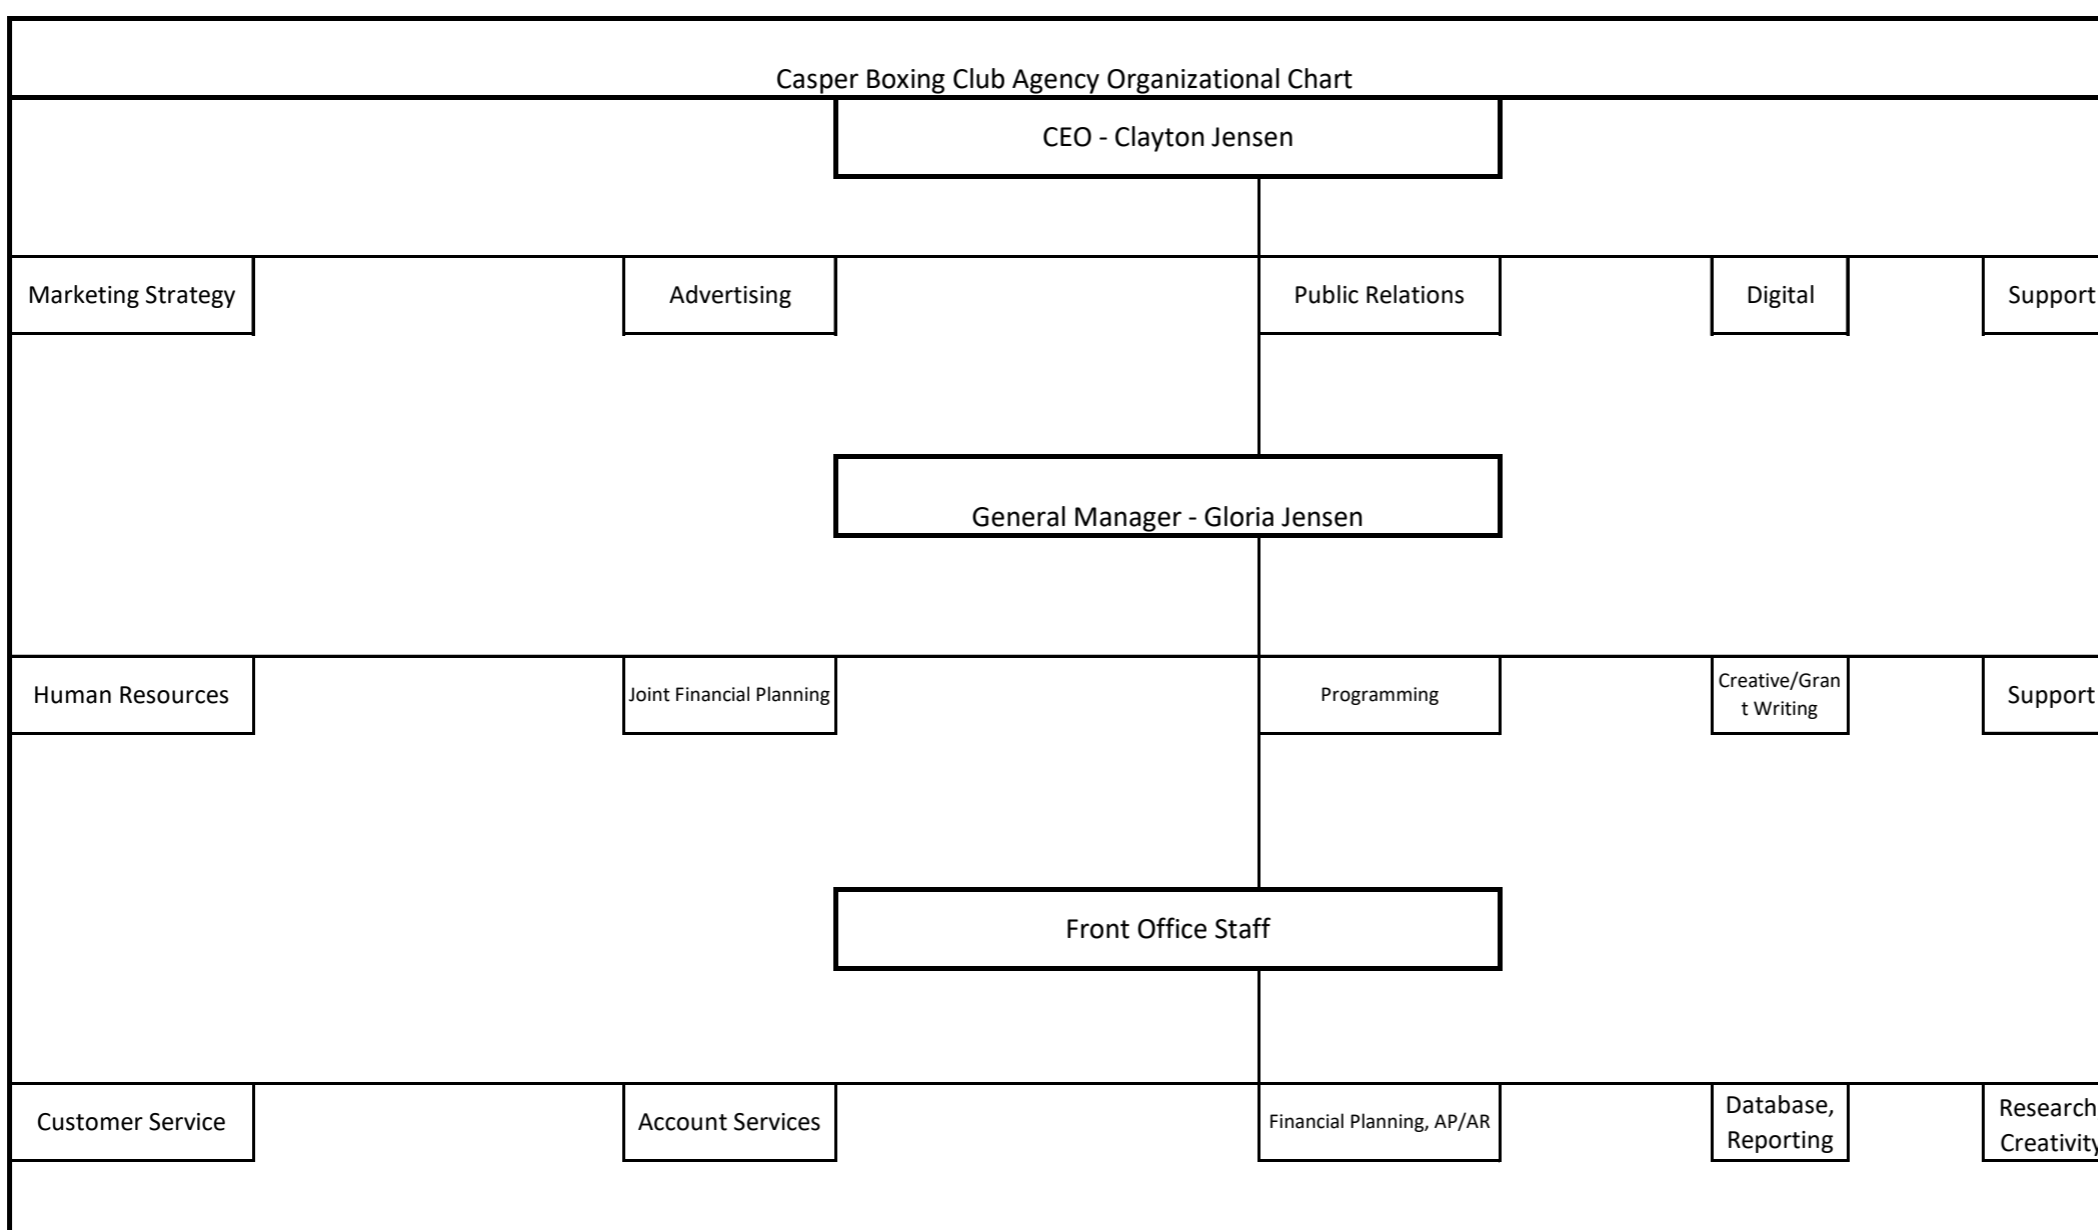 Casper Boxing Club Agency Organizational Chart
CEO - Clayton Jensen
Marketing Strategy
Advertising
Public Relations
Digital
Support
General Manager - Gloria Jensen
Human Resources
Joint Financial Planning
Programming
Creative/Gran
t Writing
Support
Front Office Staff
Customer Service
Account Services
Financial Planning, AP/AR
Database,
Reporting
Research
Creativity